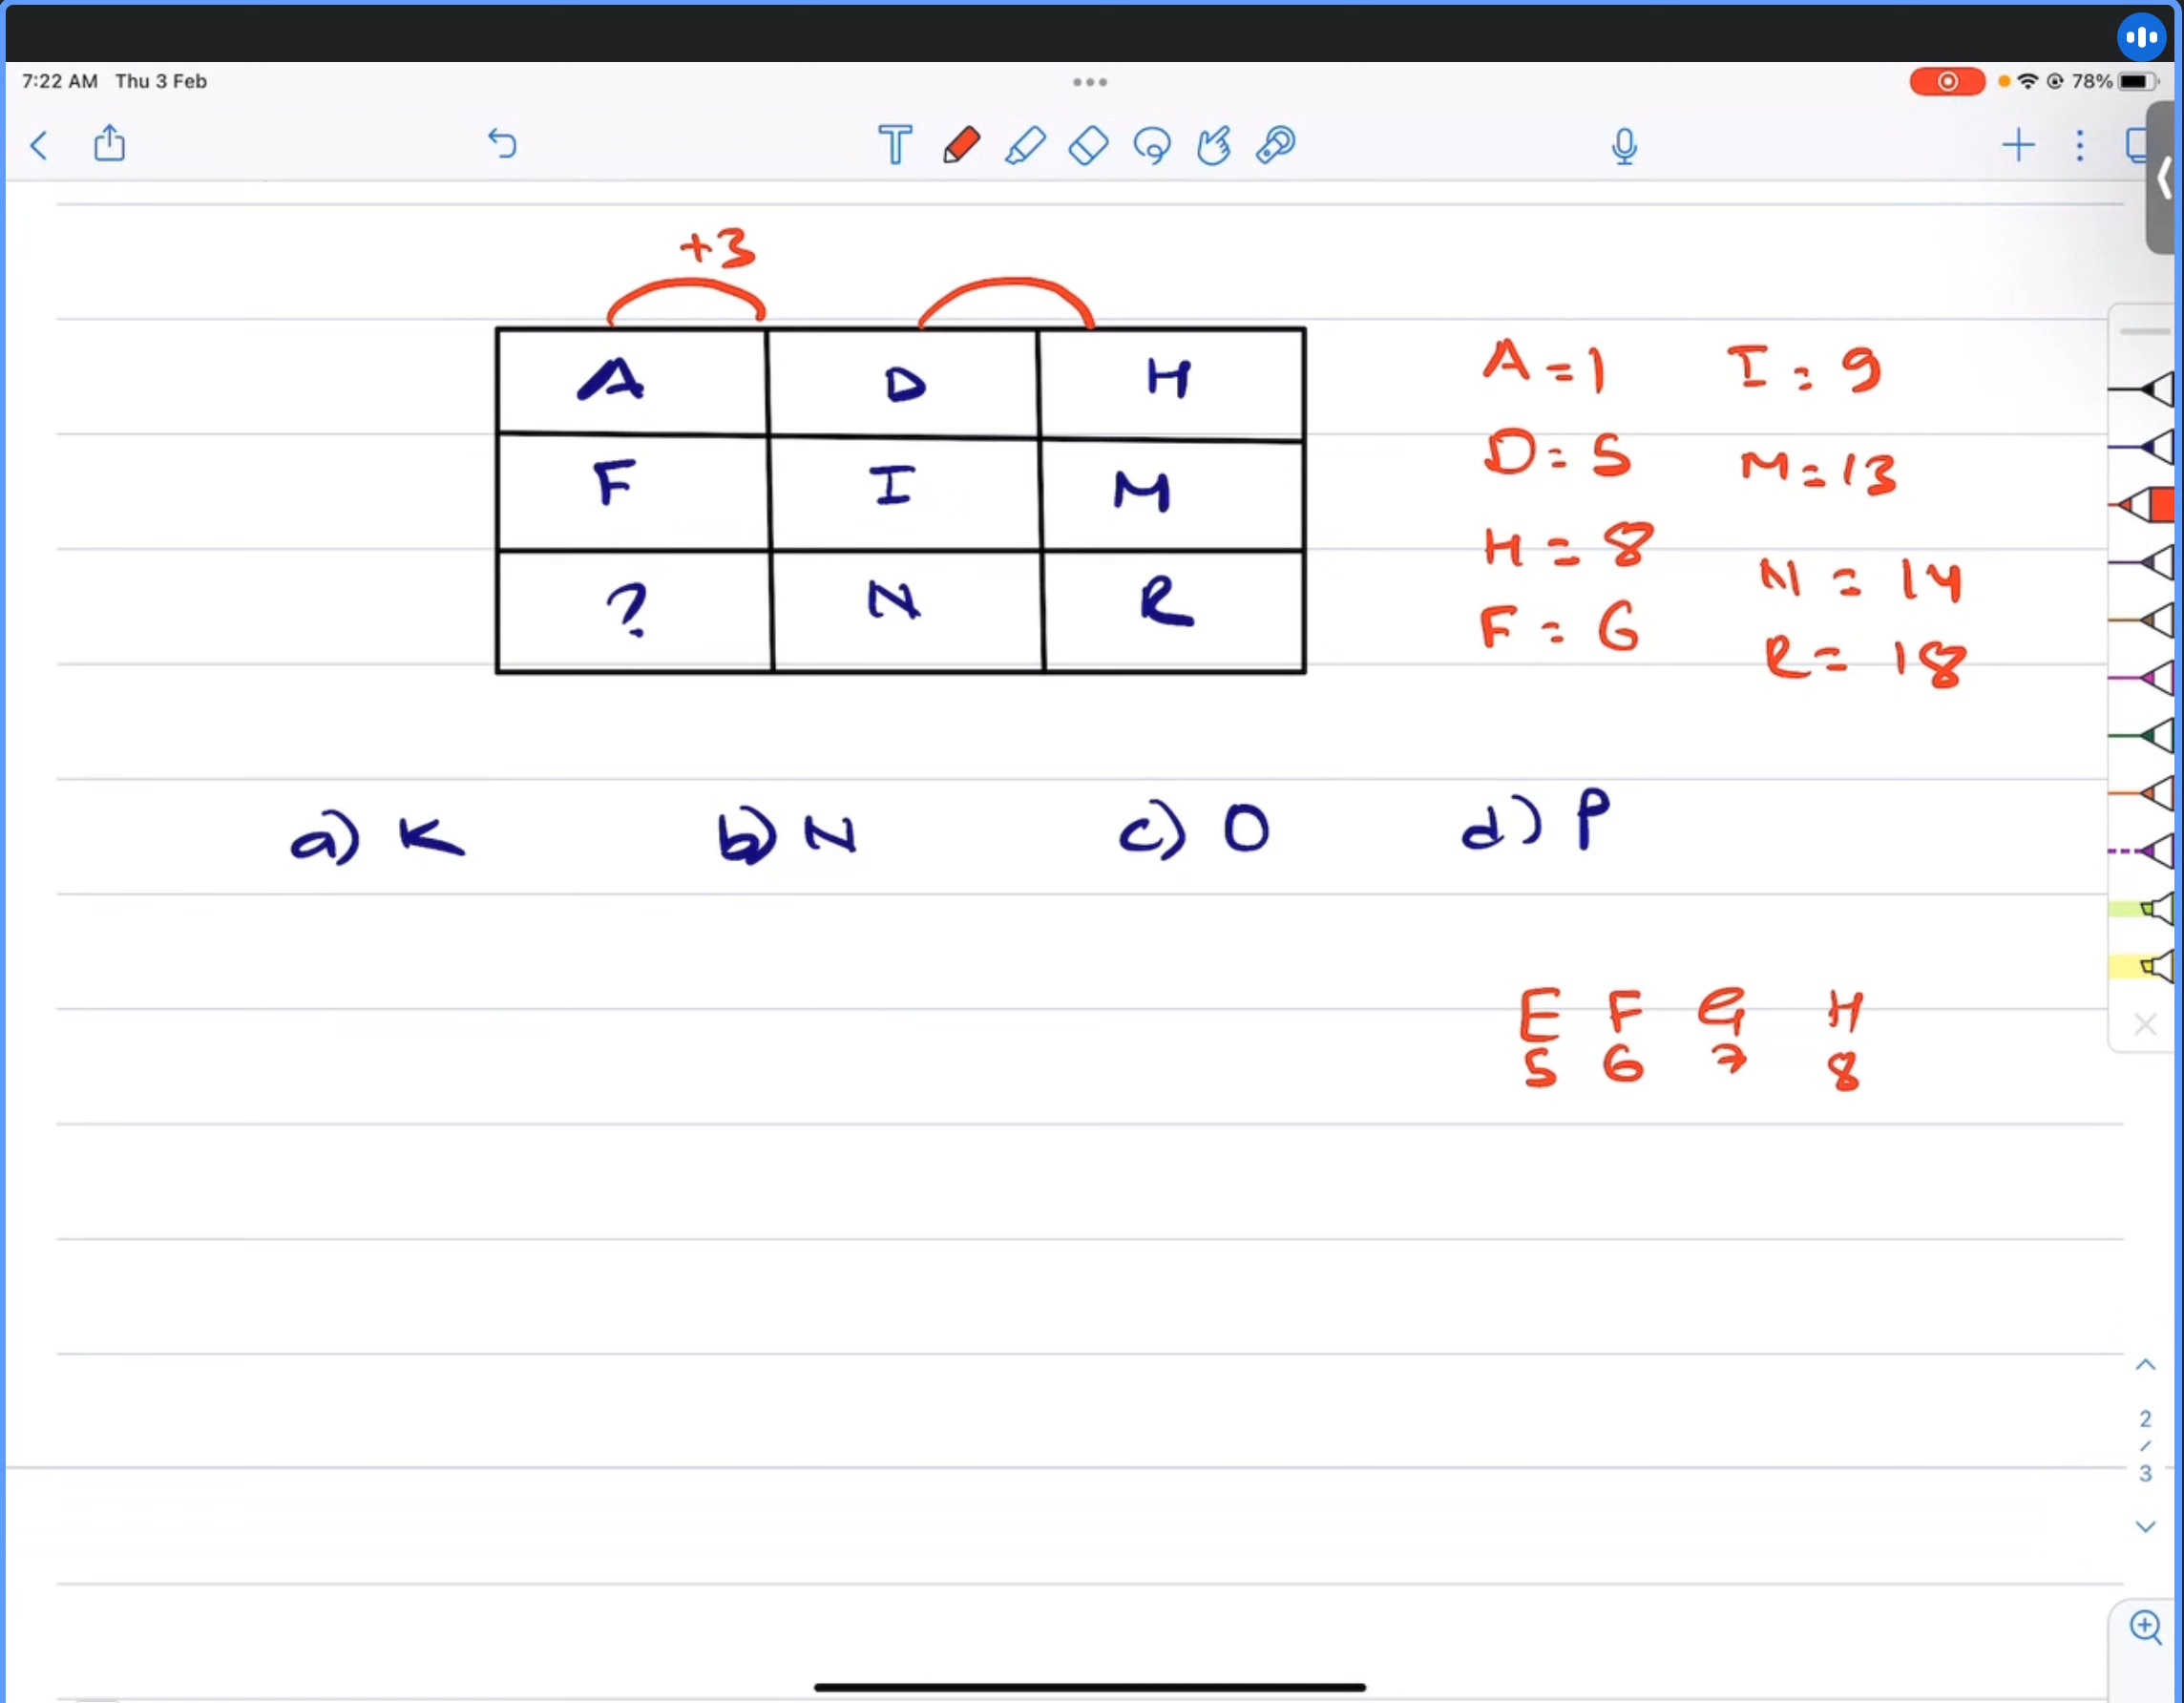 7:22 AM Thu 3 Feb
78%
T
+3
A D H
F I M
? N R
A = 1
D = 5
H = 8
F = 6
I = 9
M = 13
N = 14
R = 18
a) K b) N c) O d) P
E F G H
5 6 7 8
2
/
3